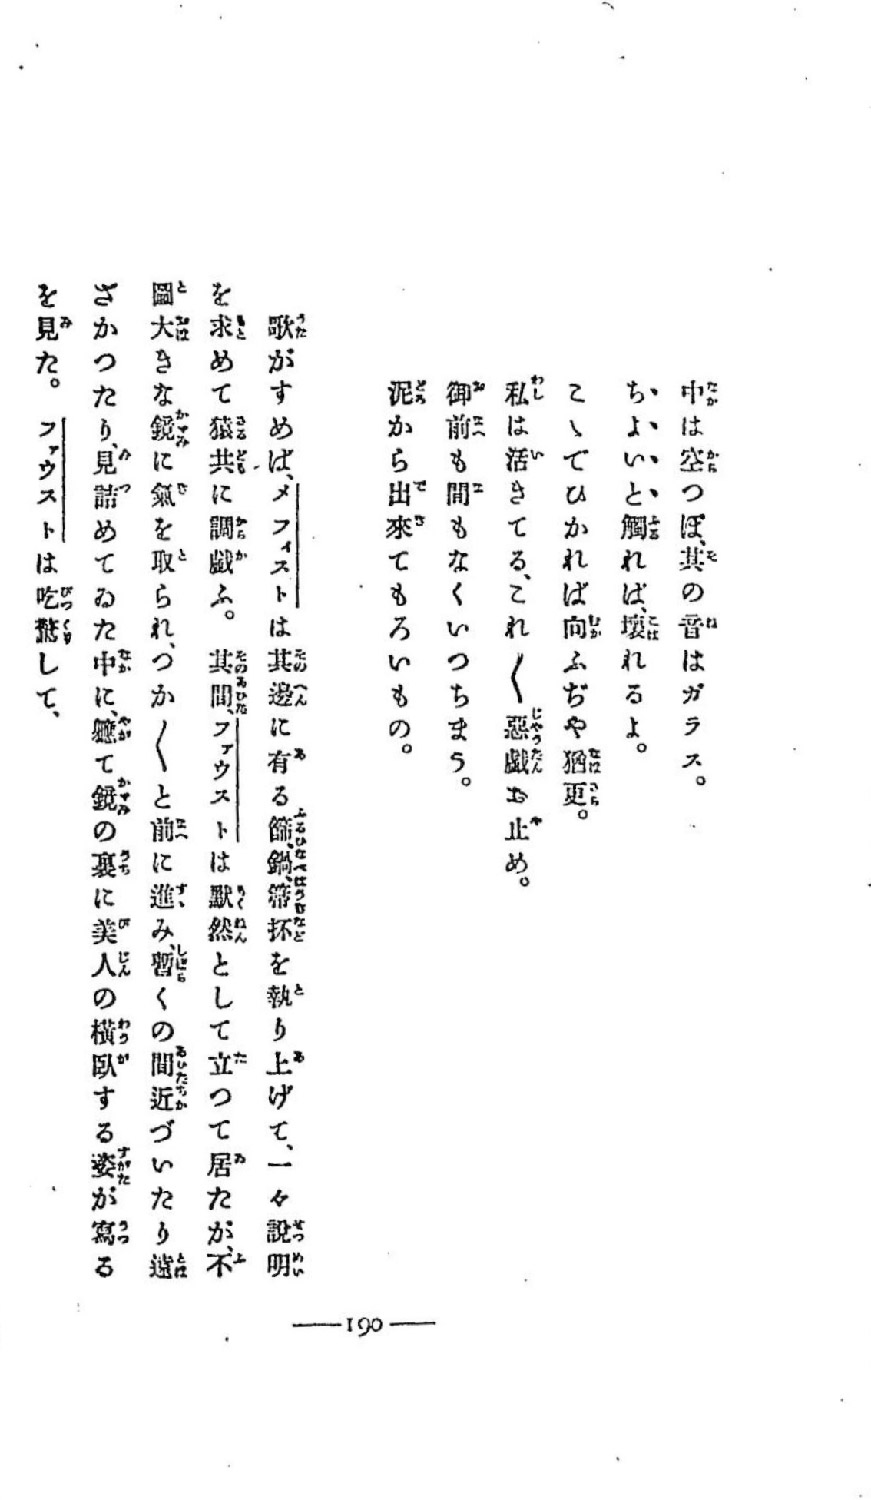 中は空つぽ、其の音はガラス。
ちよいと觸れば、壞れるよ。
こゝてひかれば向ふぢや猶更。
私は活きてる、これ〱惡戲お止め。
御前も間もなくいつちまう。
泥から出來てもろいもの。
歌がすめば、メフィストは其邊に有る篩、鍋、箒抔を執り上げて、一々說明
を求めて猿共に調戲ふ。其間、ファウストは默然として立つて居たが、不
圖大きな鏡に氣を取られ、つか〱と前に進み、暫くの間近づいたり遠
ざかつたり、見詰めてゐた中に、軈て鏡の裏に美人の橫臥する姿が寫る
を見た。ファウストは吃驚して、
190